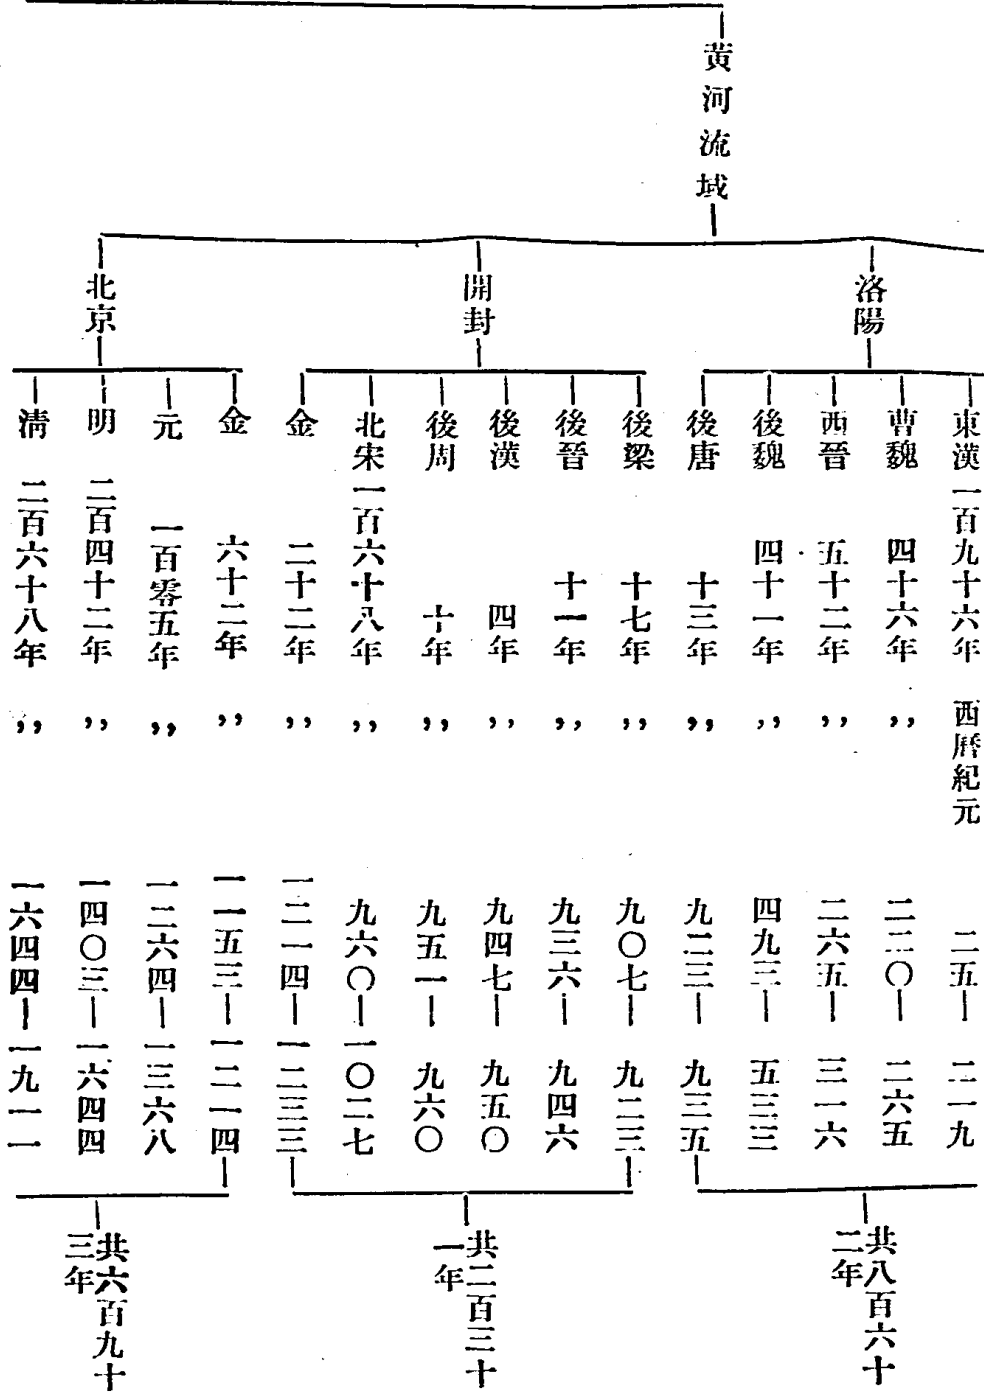 黄河流域
洛陽
東漢 一百九十六年 西曆紀元 二五—二一九
曹魏 四十六年 ,, 二二〇—二六五
西晉 五十二年 ,, 二六五—三一六
後魏 四十一年 ,, 四九三—五三三
後唐 十三年 ,, 九二三—九三五
共八百六十二年
開封
後梁 十七年 ,, 九〇七—九二三
後晉 十一年 ,, 九三六—九四六
後漢 四年 ,, 九四七—九五〇
後周 十年 ,, 九五一—九六〇
北宋 一百六十八年 ,, 九六〇—一〇二七
金 二十二年 ,, 一二一四—一二三三
共二百三十一年
北京
金 六十二年 ,, 一一五三—一二一四
元 一百零五年 ,, 一二六四—一三六八
明 二百四十二年 ,, 一四〇三—一六四四
清 二百六十八年 ,, 一六四四—一九一一
共六百九十三年